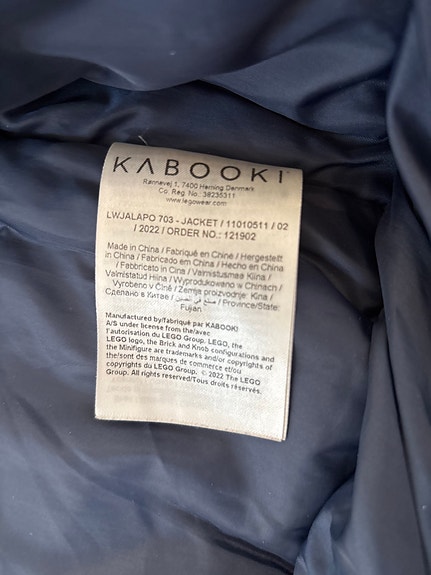 KABOOKI
Rønnevej 1, 7400 Herning Denmark
Co. Reg No. 38235311
www.legowear.com
LWJALAPO 703 - JACKET / 11010511 / 02
/ 2022 / ORDER NO.: 121902
Made in China / Fabriqué en Chine / Hergestellt
in China / Fabricado em China / Hecho en China
/ Fabbricato in Cina / Valmistusmaa Kiina /
Valmistatud Hiina / Wyprodukowano w Chinach /
Vyrobeno v Číně / Zemja proizvodnje: Kina /
Сделано в Китае / صنع في الصين / Province/State:
Fujian
Manufactured by/fabriqué par KABOOKI
A/S under license from the/avec
l'autorisation du LEGO Group. LEGO, the
LEGO logo, the Brick and Knob configurations and
the Minifigure are trademarks and/or copyrights of
the/sont des marques de commerce et/ou
copyrights du LEGO Group. © 2022 The LEGO
Group. All rights reserved/Tous droits réservés.